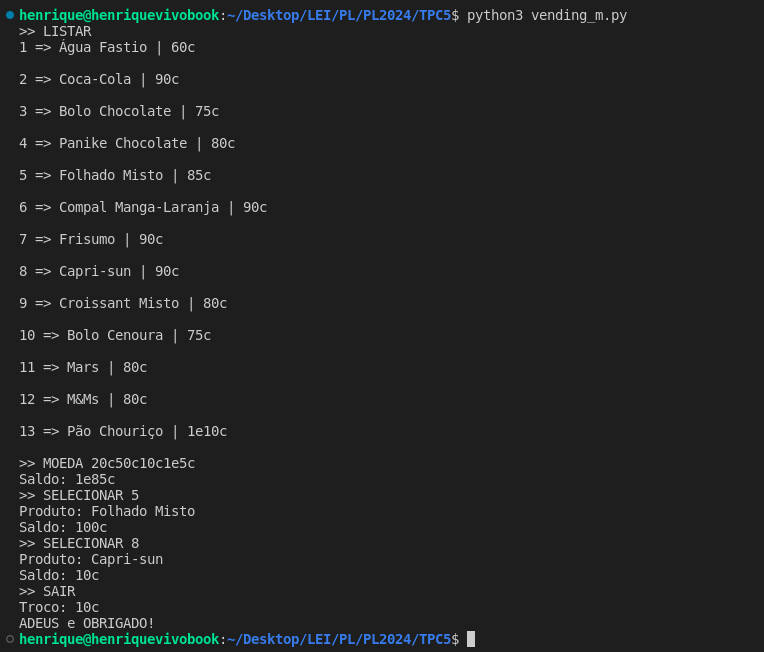 henrique@henriquevivobook:~/Desktop/LEI/PL/PL2024/TPC5$ python3 vending_m.py
>> LISTAR
1 => Água Fastio | 60c
2 => Coca-Cola | 90c
3 => Bolo Chocolate | 75c
4 => Panike Chocolate | 80c
5 => Folhado Misto | 85c
6 => Compal Manga-Laranja | 90c
7 => Frisumo | 90c
8 => Capri-sun | 90c
9 => Croissant Misto | 80c
10 => Bolo Cenoura | 75c
11 => Mars | 80c
12 => M&Ms | 80c
13 => Pão Chouriço | 1e10c
>> MOEDA 20c50c10c1e5c
Saldo: 1e85c
>> SELECIONAR 5
Produto: Folhado Misto
Saldo: 100c
>> SELECIONAR 8
Produto: Capri-sun
Saldo: 10c
>> SAIR
Troco: 10c
ADEUS e OBRIGADO!
henrique@henriquevivobook:~/Desktop/LEI/PL/PL2024/TPC5$